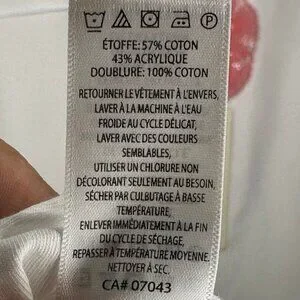 ÉTOFFE: 57% COTON
43% ACRYLIQUE
DOUBLURE: 100% COTON
RETOURNER LE VÊTEMENT À L'ENVERS.
LAVER À LA MACHINE À L'EAU
FROIDE AU CYCLE DÉLICAT,
LAVER AVEC DES COULEURS
SEMBLABLES,
UTILISER UN CHLORURE NON
DÉCOLORANT SEULEMENT AU BESOIN,
SÉCHER PAR CULBUTAGE À BASSE
TEMPÉRATURE,
ENLEVER IMMÉDIATEMENT À LA FIN
DU CYCLE DE SÉCHAGE,
REPASSER À TEMPÉRATURE MOYENNE.
NETTOYER À SEC.
CA# 07043